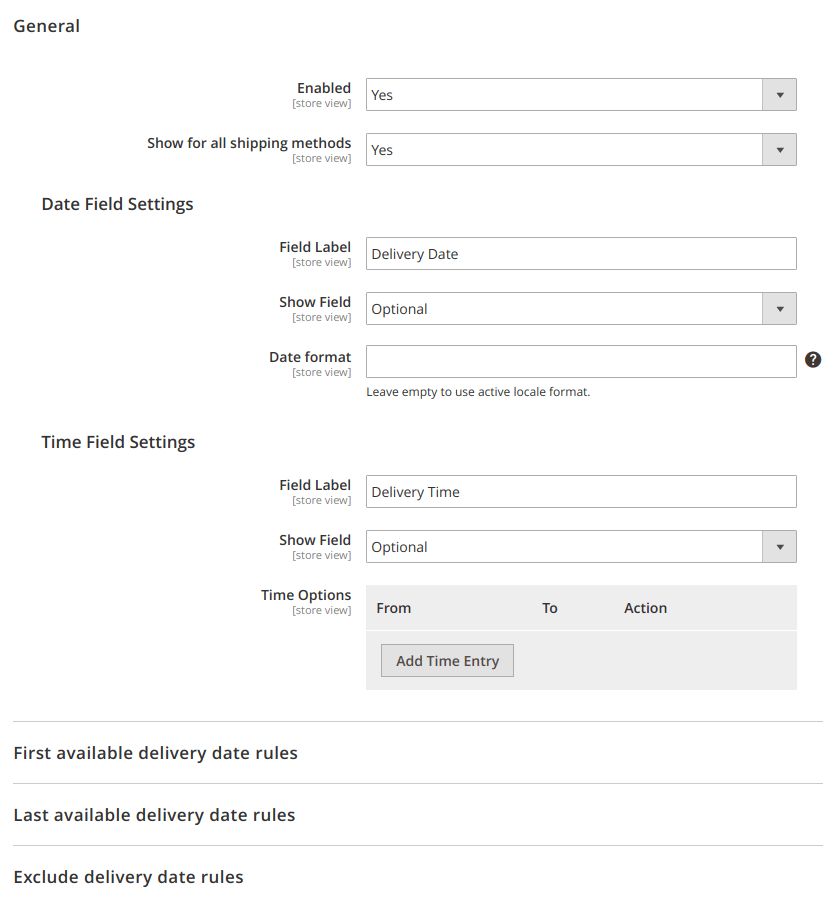 General
Enabled
[store view]
Yes
Show for all shipping methods
[store view]
Yes
Date Field Settings
Field Label
[store view]
Delivery Date
Show Field
[store view]
Optional
Date format
[store view]
?
Leave empty to use active locale format.
Time Field Settings
Field Label
[store view]
Delivery Time
Show Field
[store view]
Optional
Time Options
[store view]
From To Action
Add Time Entry
First available delivery date rules
Last available delivery date rules
Exclude delivery date rules